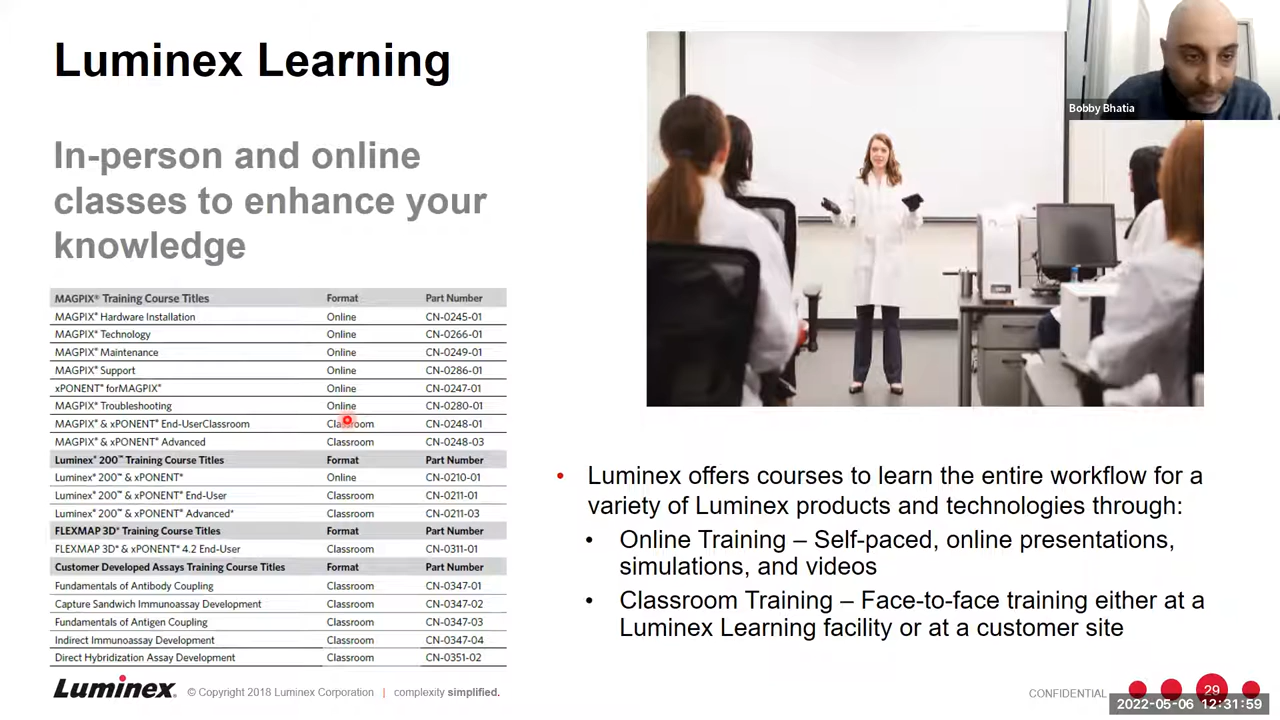 Luminex Learning
In-person and online
classes to enhance your
knowledge
MAGPIX® Training Course Titles Format Part Number
MAGPIX® Hardware Installation Online CN-0245-01
MAGPIX® Technology Online CN-0266-01
MAGPIX® Maintenance Online CN-0249-01
MAGPIX® Support Online CN-0286-01
xPONENT® forMAGPIX® Online CN-0247-01
MAGPIX® Troubleshooting Online CN-0280-01
MAGPIX® & xPONENT® End-UserClassroom Classroom CN-0248-01
MAGPIX® & xPONENT® Advanced Classroom CN-0248-03
Luminex® 200™ Training Course Titles Format Part Number
Luminex® 200™ & xPONENT® Online CN-0210-01
Luminex® 200™ & xPONENT® End-User Classroom CN-0211-01
Luminex® 200™ & xPONENT® Advanced* Classroom CN-0211-03
FLEXMAP 3D® Training Course Titles Format Part Number
FLEXMAP 3D® & xPONENT® 4.2 End-User Classroom CN-0311-01
Customer Developed Assays Training Course Titles Format Part Number
Fundamentals of Antibody Coupling Classroom CN-0347-01
Capture Sandwich Immunoassay Development Classroom CN-0347-02
Fundamentals of Antigen Coupling Classroom CN-0347-03
Indirect Immunoassay Development Classroom CN-0347-04
Direct Hybridization Assay Development Classroom CN-0351-02
Bobby Bhatia
• Luminex offers courses to learn the entire workflow for a
variety of Luminex products and technologies through:
• Online Training – Self-paced, online presentations,
simulations, and videos
• Classroom Training – Face-to-face training either at a
Luminex Learning facility or at a customer site
Luminex. © Copyright 2018 Luminex Corporation | complexity simplified.
CONFIDENTIAL 29
2022-05-06 12:31:59